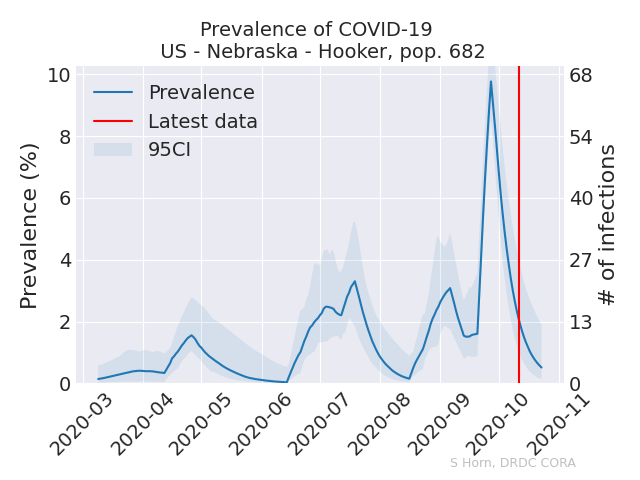 Prevalence of COVID-19
US - Nebraska - Hooker, pop. 682
Prevalence (%)
10
8
6
4
2
0
Prevalence
Latest data
95CI
68
54
40
27
13
0
# of infections
2020-03
2020-04
2020-05
2020-06
2020-07
2020-08
2020-09
2020-10
2020-11
S Horn, DRDC CORA